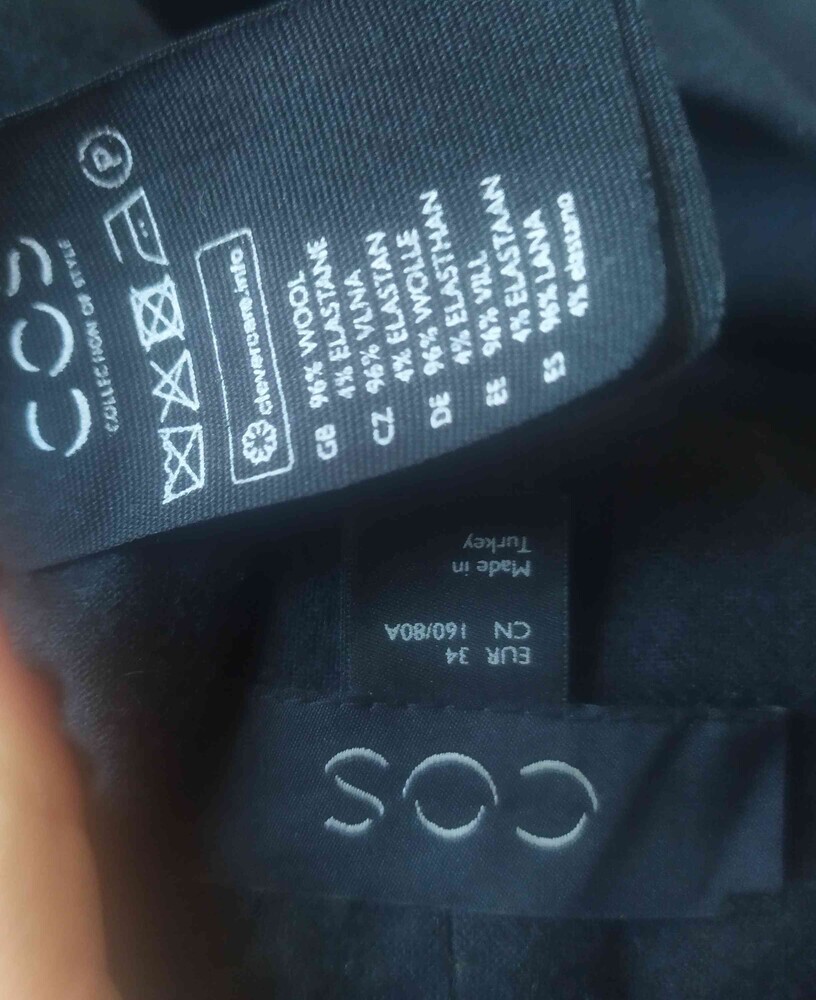 COS
COLLECTION OF STYLE
P
clevercare.info
GB 96% WOOL
4% ELASTANE
CZ 96% VLNA
4% ELASTAN
DE 96% WOLLE
4% ELASTHAN
EE 96% VILL
4% ELASTAAN
ES 96% LANA
4% elastano
COS
EUR 34
CN 160/80A
Made in
Turkey